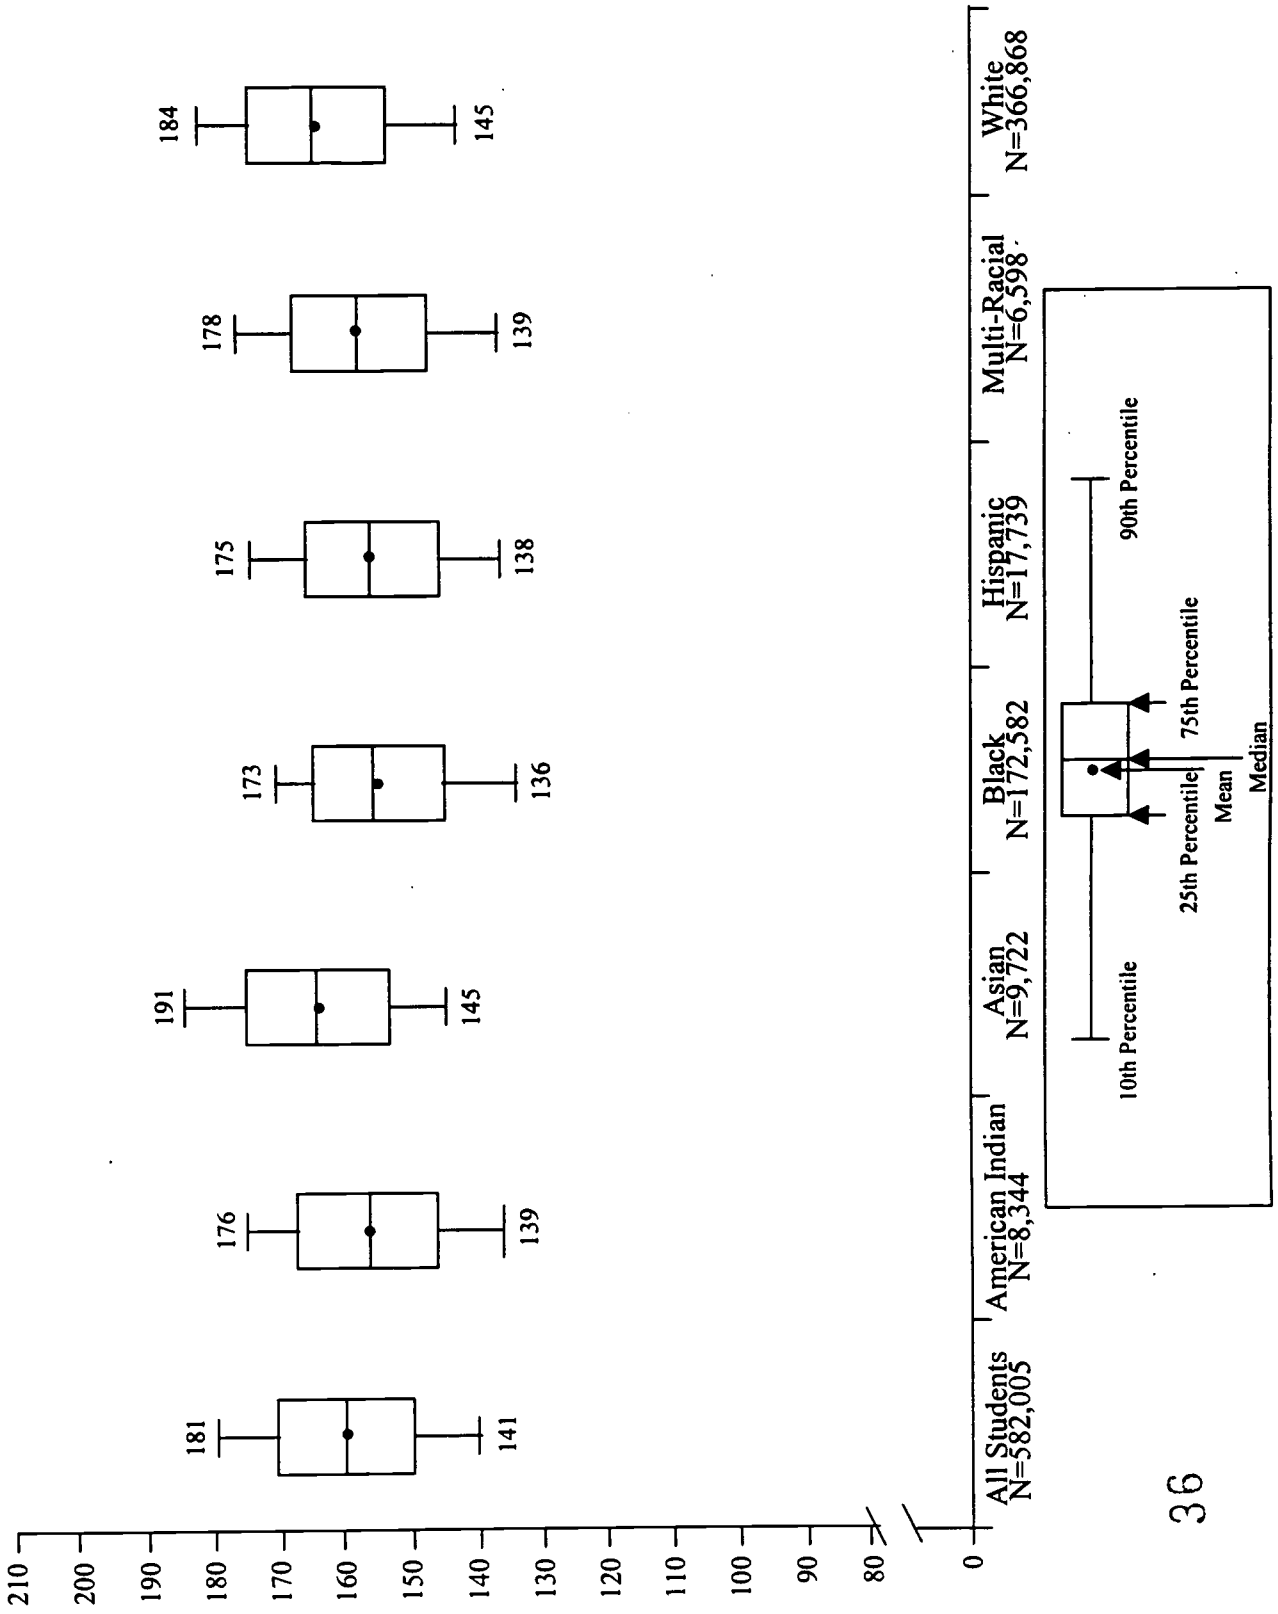 210
200
190
180
170
160
150
140
130
120
110
100
90
80
0
181
141
176
139
191
145
173
136
175
138
178
139
184
145
All Students
N=582,005
American Indian
N=8,344
Asian
N=9,722
Black
N=172,582
Hispanic
N=17,739
Multi-Racial
N=6,598
White
N=366,868
10th Percentile
90th Percentile
25th Percentile
75th Percentile
Mean
Median
36